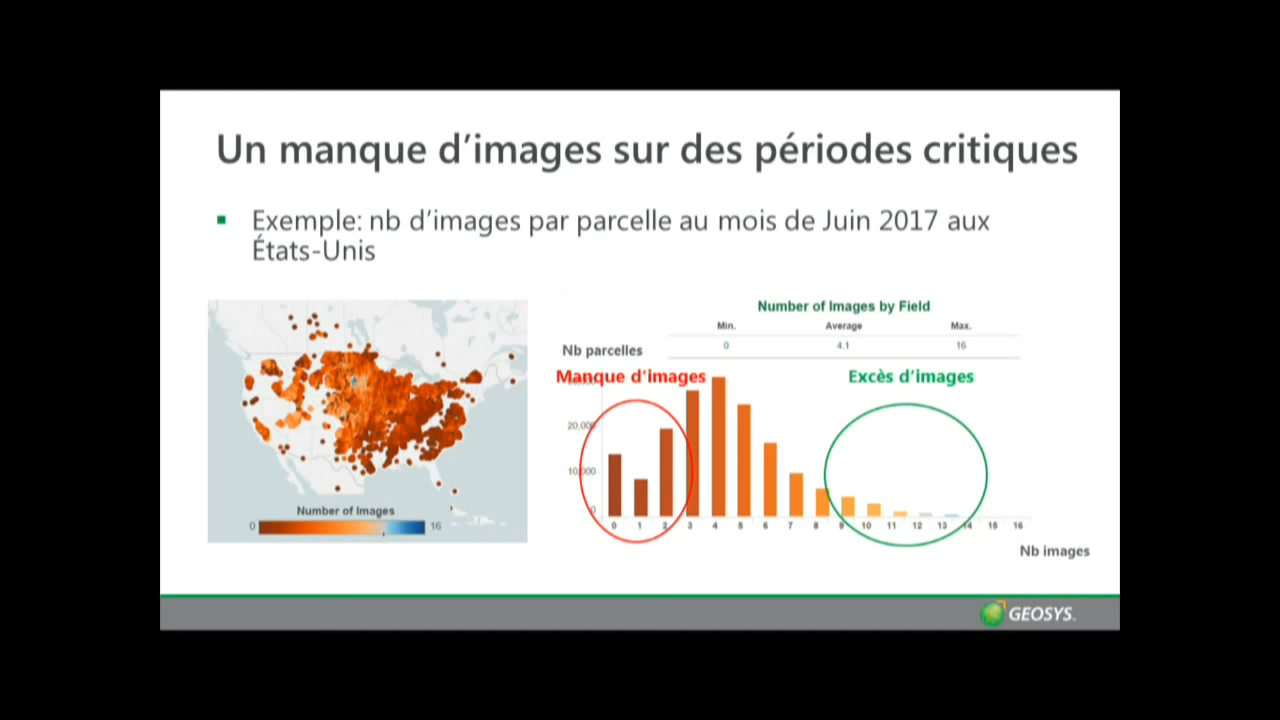 Un manque d'images sur des périodes critiques
Exemple: nb d'images par parcelle au mois de Juin 2017 aux
États-Unis
Number of Images
0 16
Number of Images by Field
Min. Average Max.
0 4.1 16
Nb parcelles
Manque d'images
Excès d'images
20,000
10,000
0
0 1 2 3 4 5 6 7 8 9 10 11 12 13 14 15 16
Nb images
GEOSYS.